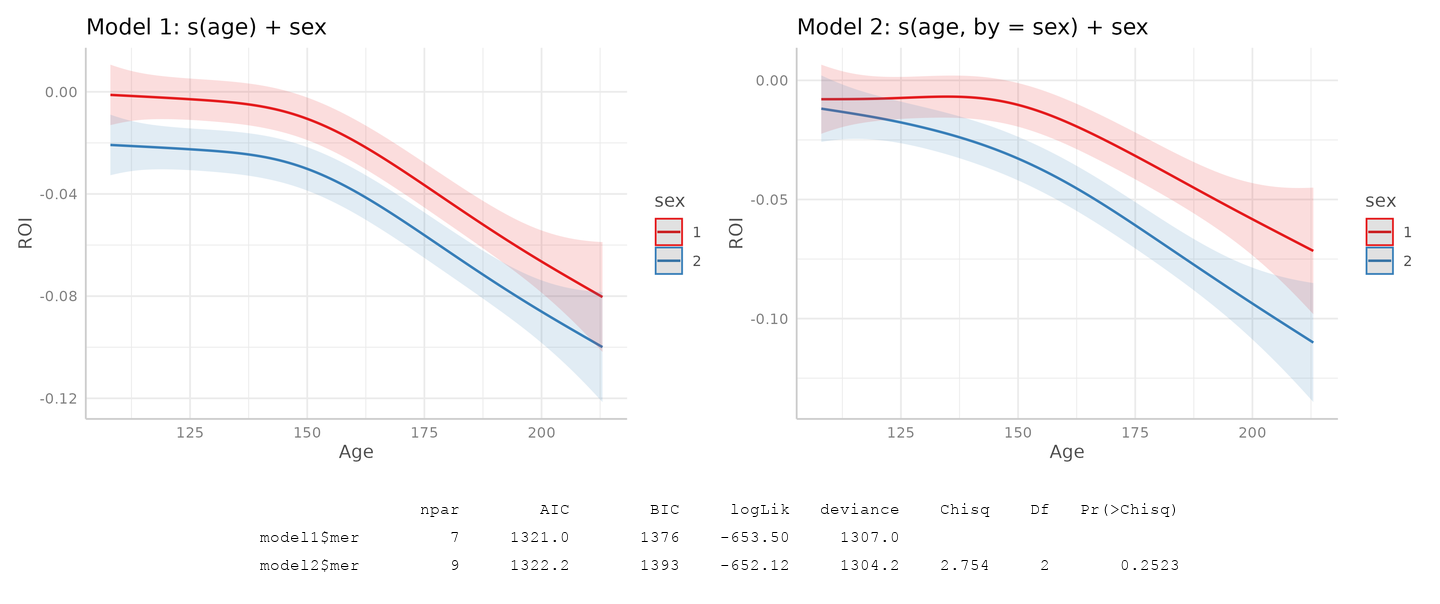 Model 1: s(age) + sex
0.00
-0.04
-0.08
-0.12
ROI
125 150 175 200
Age
sex
1
2
Model 2: s(age, by = sex) + sex
0.00
-0.05
-0.10
ROI
125 150 175 200
Age
sex
1
2
npar AIC BIC logLik deviance Chisq Df Pr(>Chisq)
model1$mer 7 1321.0 1376 -653.50 1307.0
model2$mer 9 1322.2 1393 -652.12 1304.2 2.754 2 0.2523